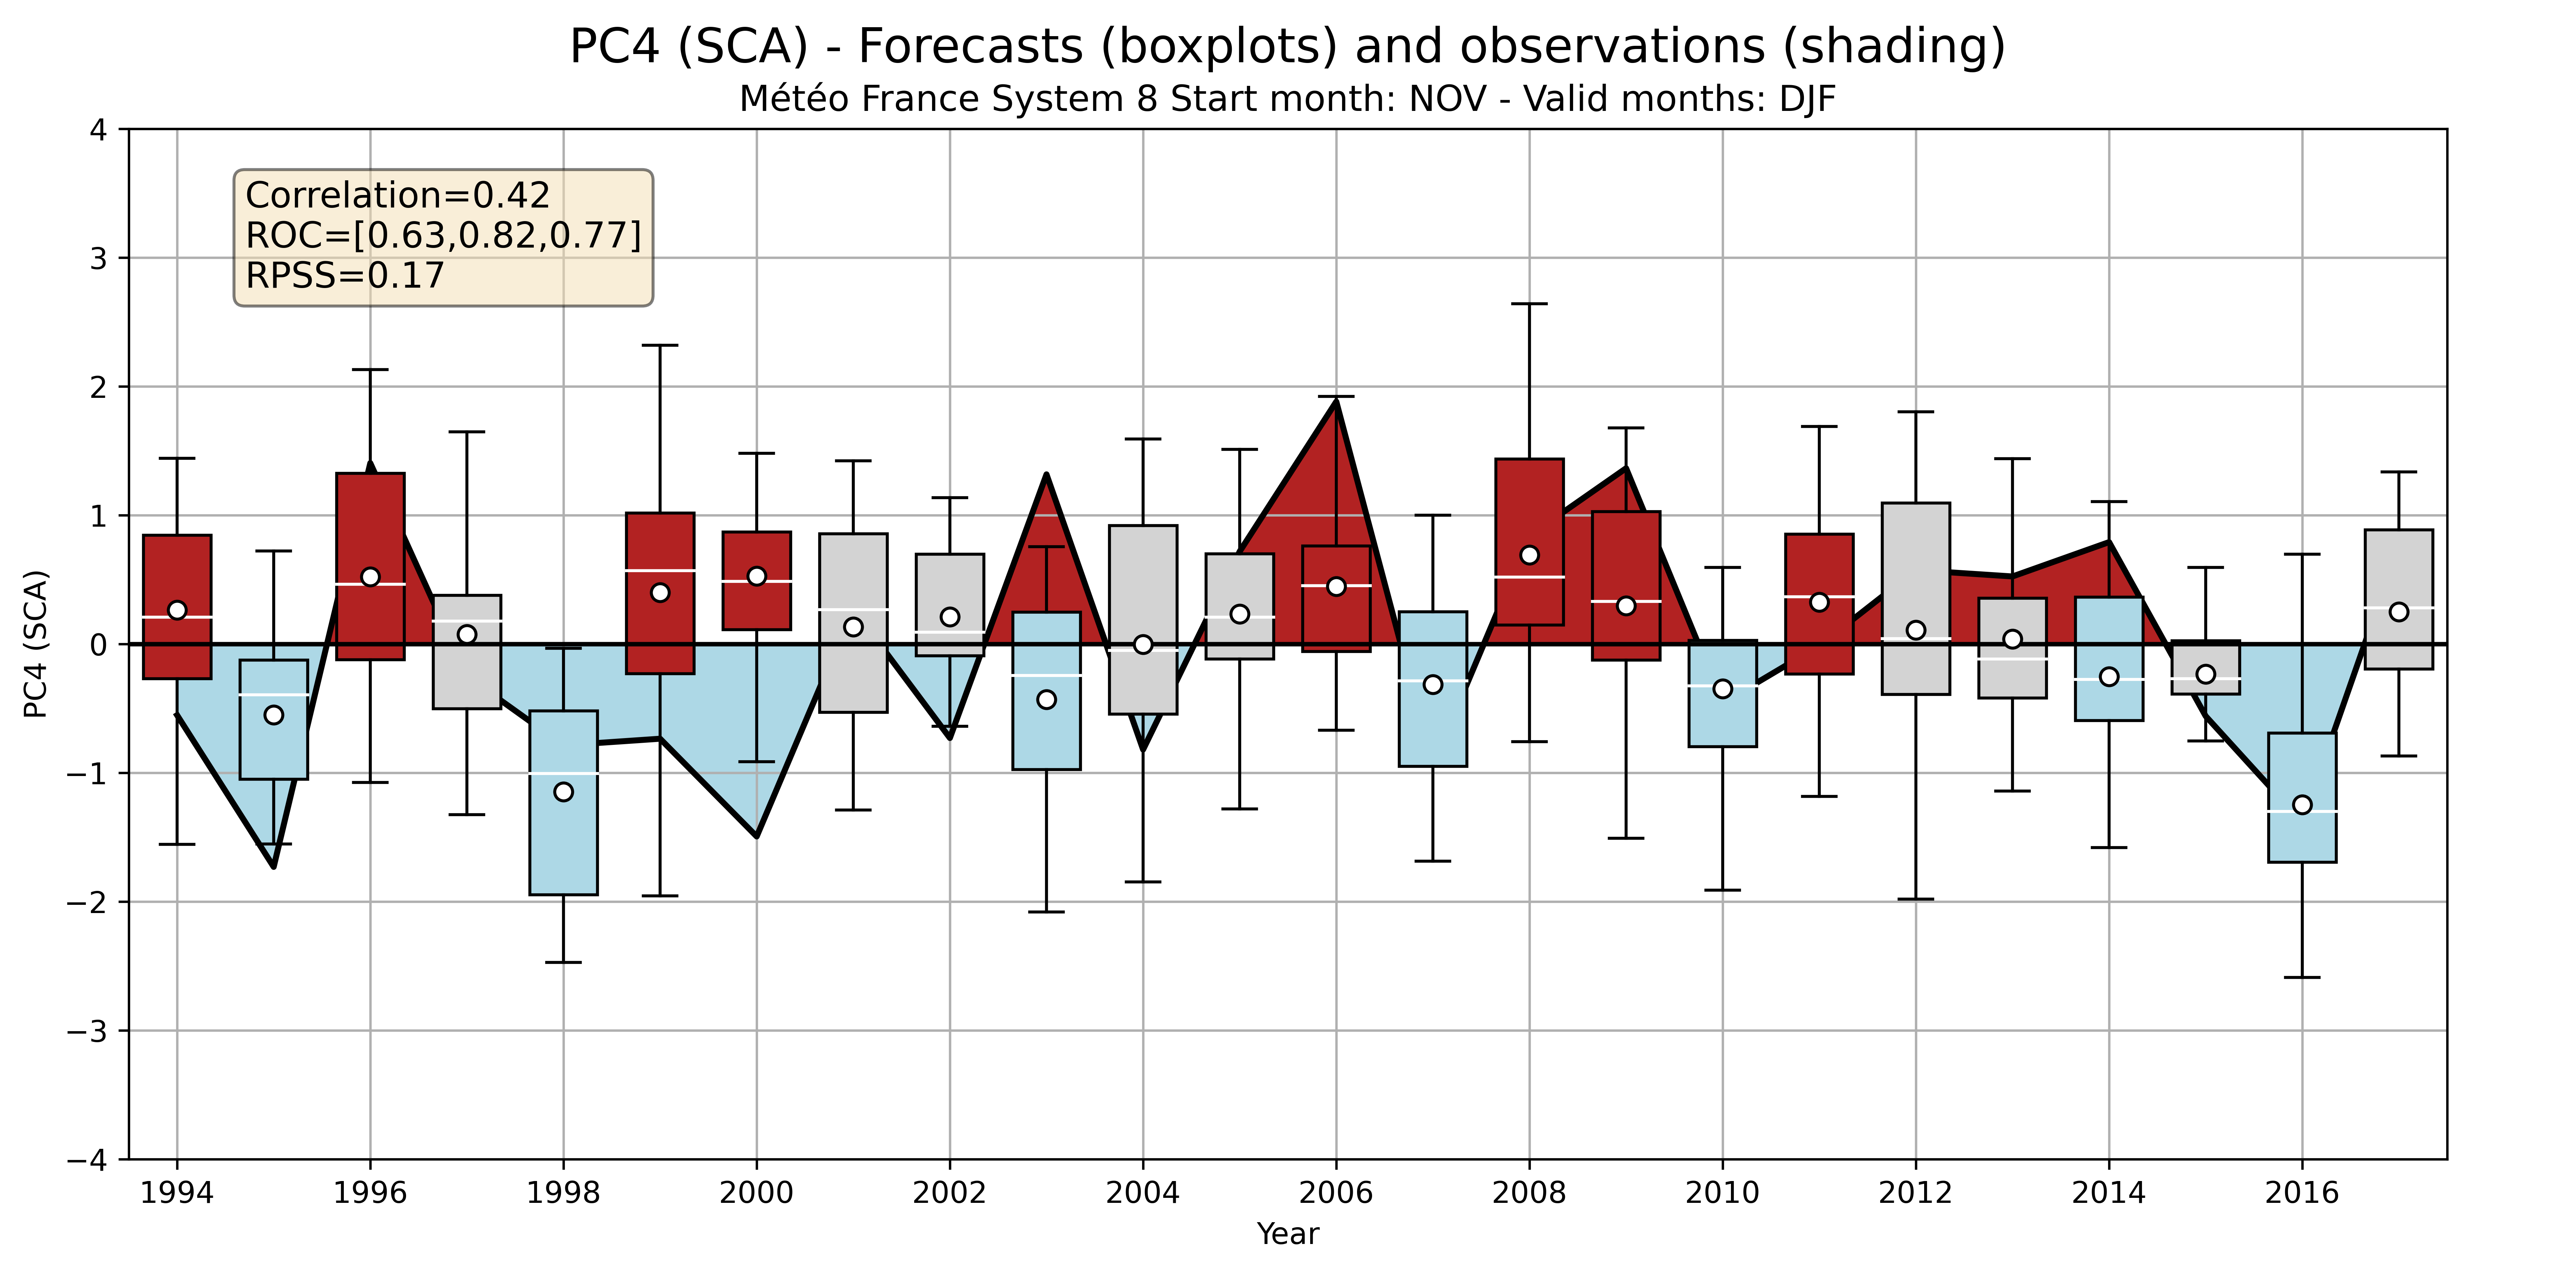 PC4 (SCA) - Forecasts (boxplots) and observations (shading)
Météo France System 8 Start month: NOV - Valid months: DJF
Correlation=0.42
ROC=[0.63,0.82,0.77]
RPSS=0.17
PC4 (SCA)
4
3
2
1
0
−1
−2
−3
−4
1994 1996 1998 2000 2002 2004 2006 2008 2010 2012 2014 2016
Year